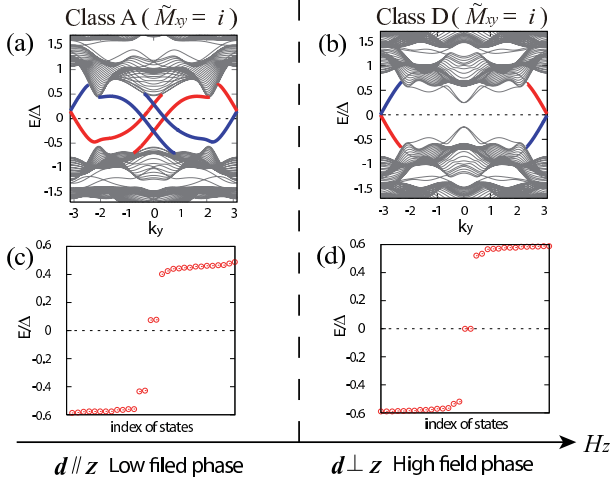 Class A ( M̃xy = i )
Class D ( M̃xy = i )
(a)
E/Δ
1.5
1
0.5
0
-0.5
-1
-1.5
-3 -2 -1 0 1 2 3
ky
(b)
E/Δ
1.5
1
0.5
0
-0.5
-1
-1.5
-3 -2 -1 0 1 2 3
ky
(c)
E/Δ
0.6
0.4
0.2
0
-0.2
-0.4
-0.6
index of states
(d)
E/Δ
0.6
0.4
0.2
0
-0.2
-0.4
-0.6
index of states
Hz
d // z Low filed phase
d ⊥ z High field phase